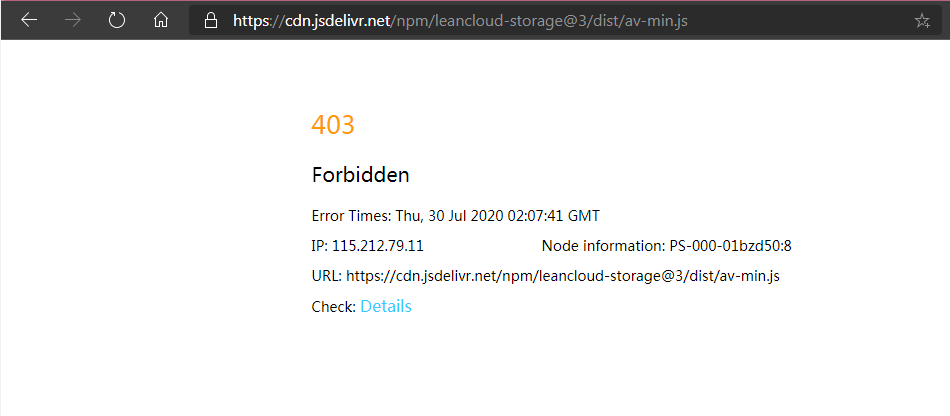 https://cdn.jsdelivr.net/npm/leancloud-storage@3/dist/av-min.js
403
Forbidden
Error Times: Thu, 30 Jul 2020 02:07:41 GMT
IP: 115.212.79.11 Node information: PS-000-01bzd50:8
URL: https://cdn.jsdelivr.net/npm/leancloud-storage@3/dist/av-min.js
Check: Details